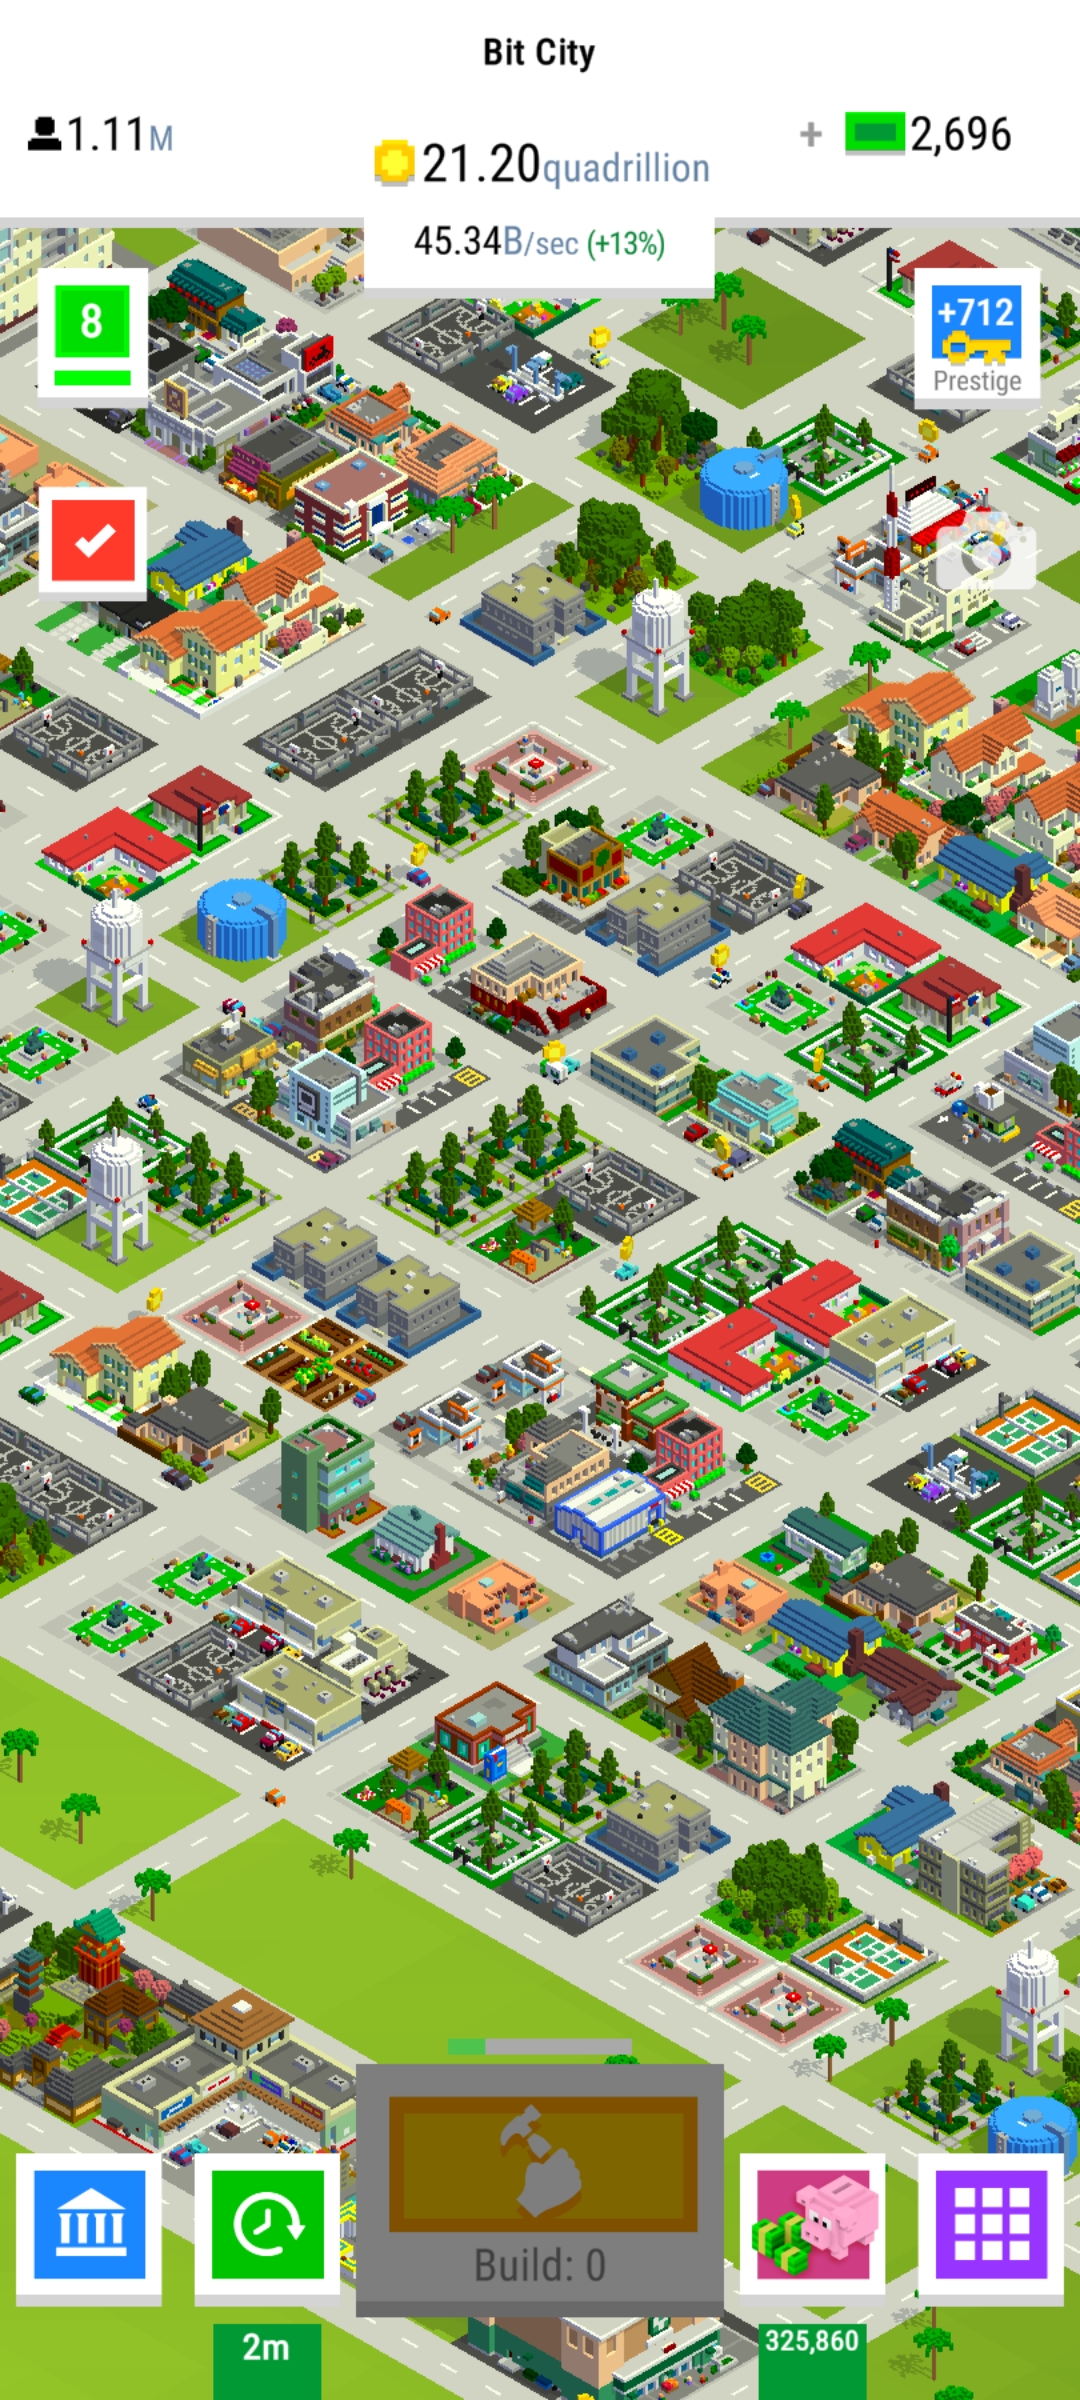 Bit City
1.11M
21.20quadrillion
+ 2,696
45.34B/sec (+13%)
8
+712
Prestige
Build: 0
2m
325,860